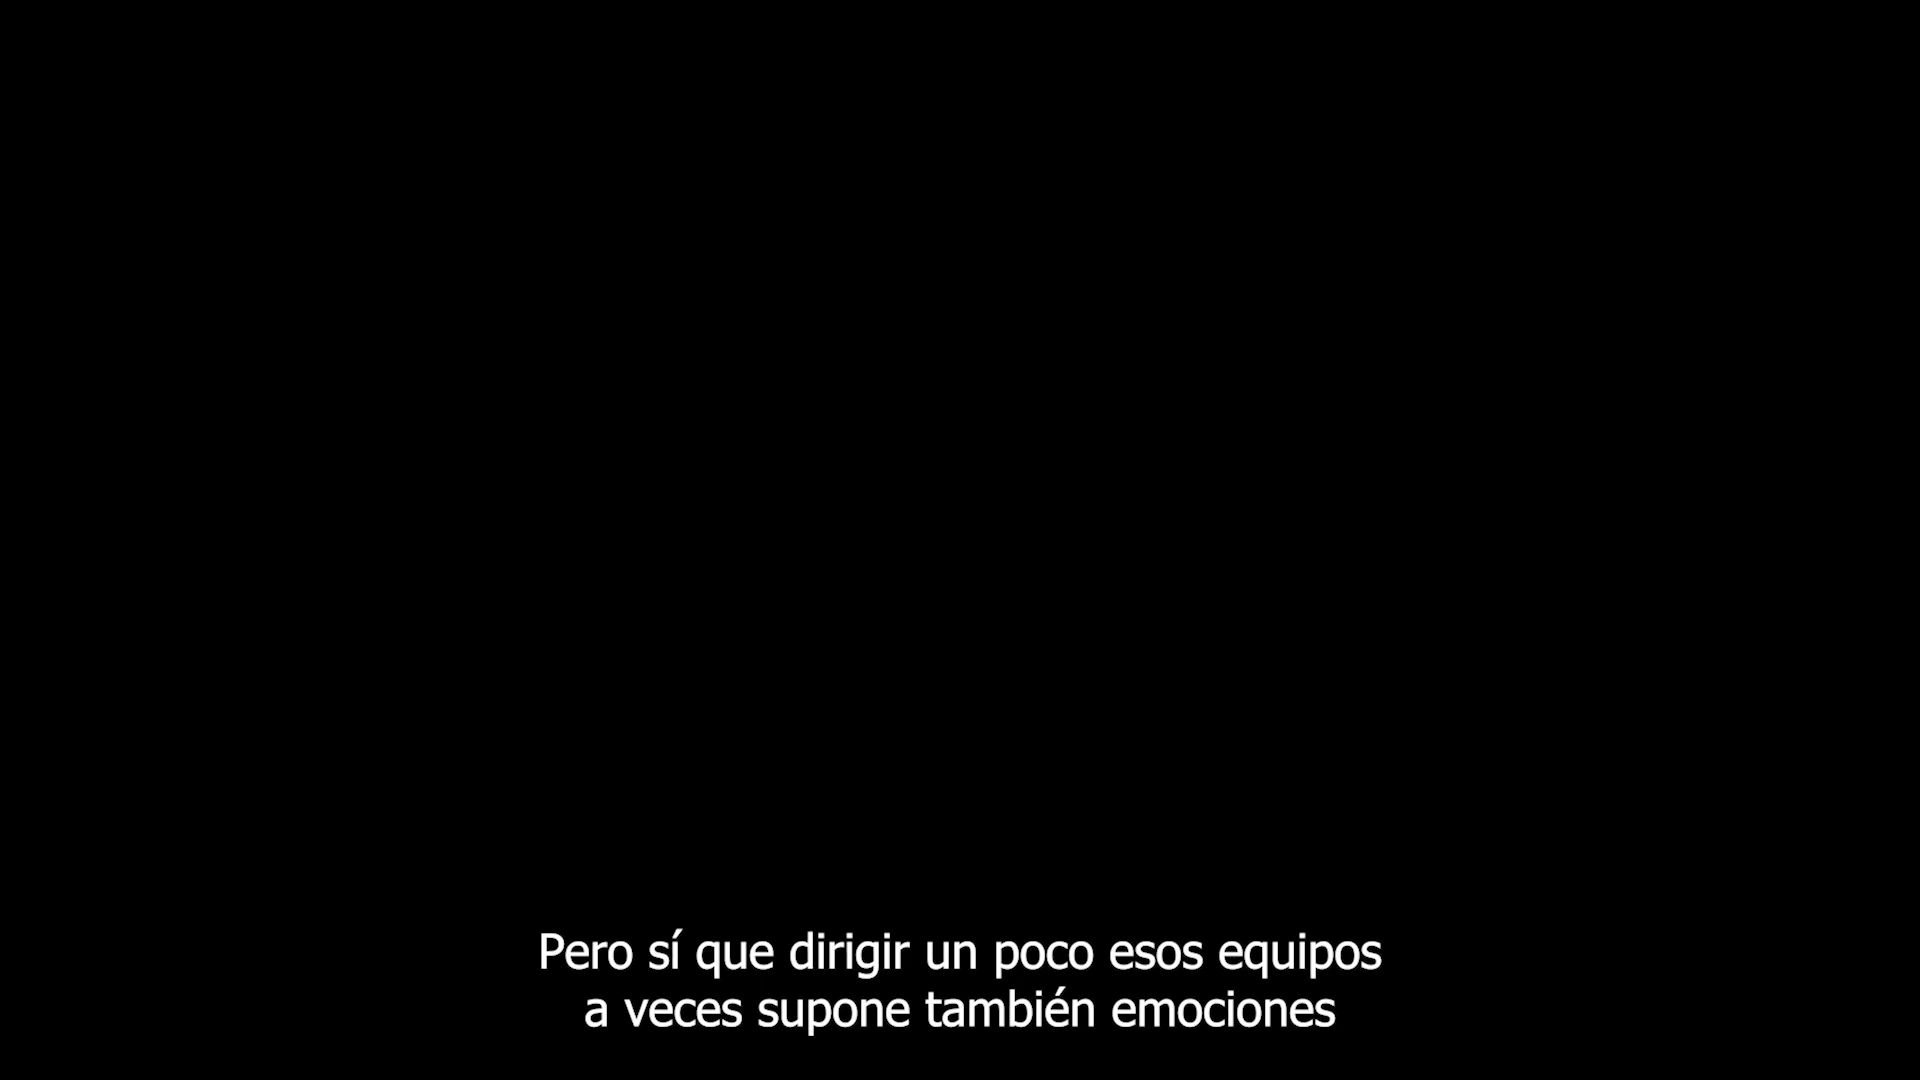 Pero sí que dirigir un poco esos equipos
a veces supone también emociones